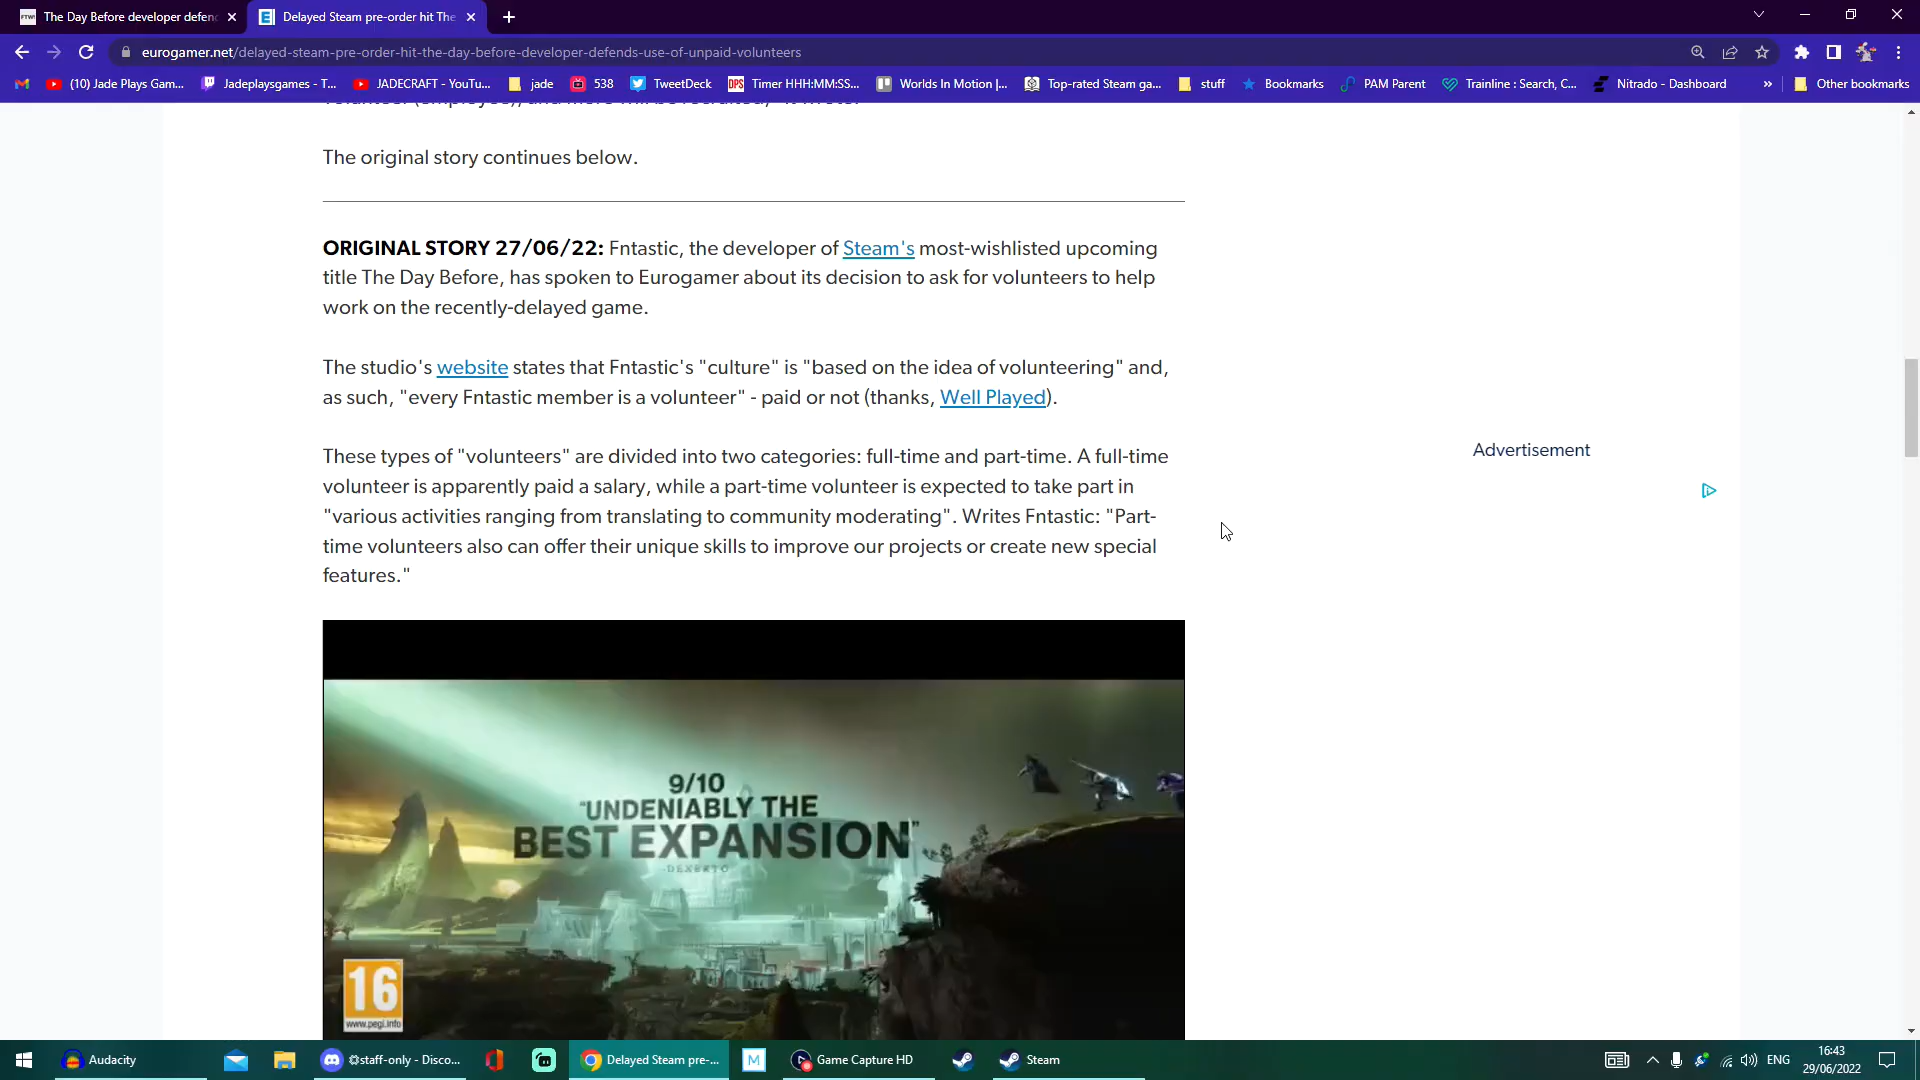 The Day Before developer defen
Delayed Steam pre-order hit The
eurogamer.net/delayed-steam-pre-order-hit-the-day-before-developer-defends-use-of-unpaid-volunteers
(10) Jade Plays Gam...
Jadeplaysgames - T...
JADECRAFT - YouTu...
jade
538
TweetDeck
DPS
Timer HHH:MM:SS...
Worlds In Motion |...
Top-rated Steam ga...
stuff
Bookmarks
PAM Parent
Trainline : Search, C...
Nitrado - Dashboard
»
Other bookmarks
The original story continues below.
ORIGINAL STORY 27/06/22: Fntastic, the developer of Steam's most-wishlisted upcoming
title The Day Before, has spoken to Eurogamer about its decision to ask for volunteers to help
work on the recently-delayed game.
The studio's website states that Fntastic's "culture" is "based on the idea of volunteering" and,
as such, "every Fntastic member is a volunteer" - paid or not (thanks, Well Played).
These types of "volunteers" are divided into two categories: full-time and part-time. A full-time
volunteer is apparently paid a salary, while a part-time volunteer is expected to take part in
"various activities ranging from translating to community moderating". Writes Fntastic: "Part-
time volunteers also can offer their unique skills to improve our projects or create new special
features."
Advertisement
9/10
"UNDENIABLY THE
BEST EXPANSION"
-DEXERTO
16
www.pegi.info
Audacity
staff-only - Disco...
Delayed Steam pre-...
M
Game Capture HD
Steam
ENG
16:43
29/06/2022